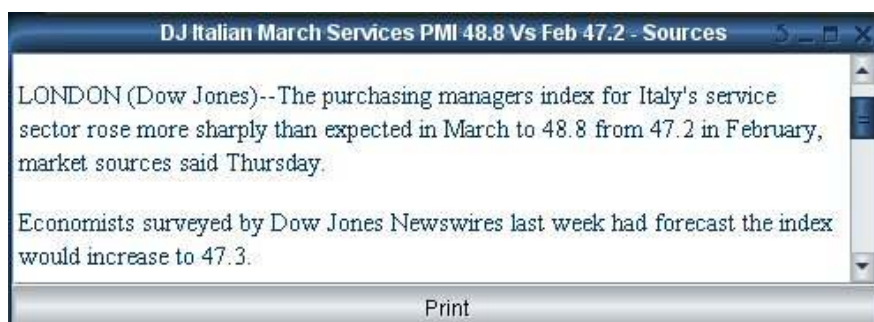 DJ Italian March Services PMI 48.8 Vs Feb 47.2 - Sources
LONDON (Dow Jones)--The purchasing managers index for Italy's service
sector rose more sharply than expected in March to 48.8 from 47.2 in February,
market sources said Thursday.
Economists surveyed by Dow Jones Newswires last week had forecast the index
would increase to 47.3.
Print